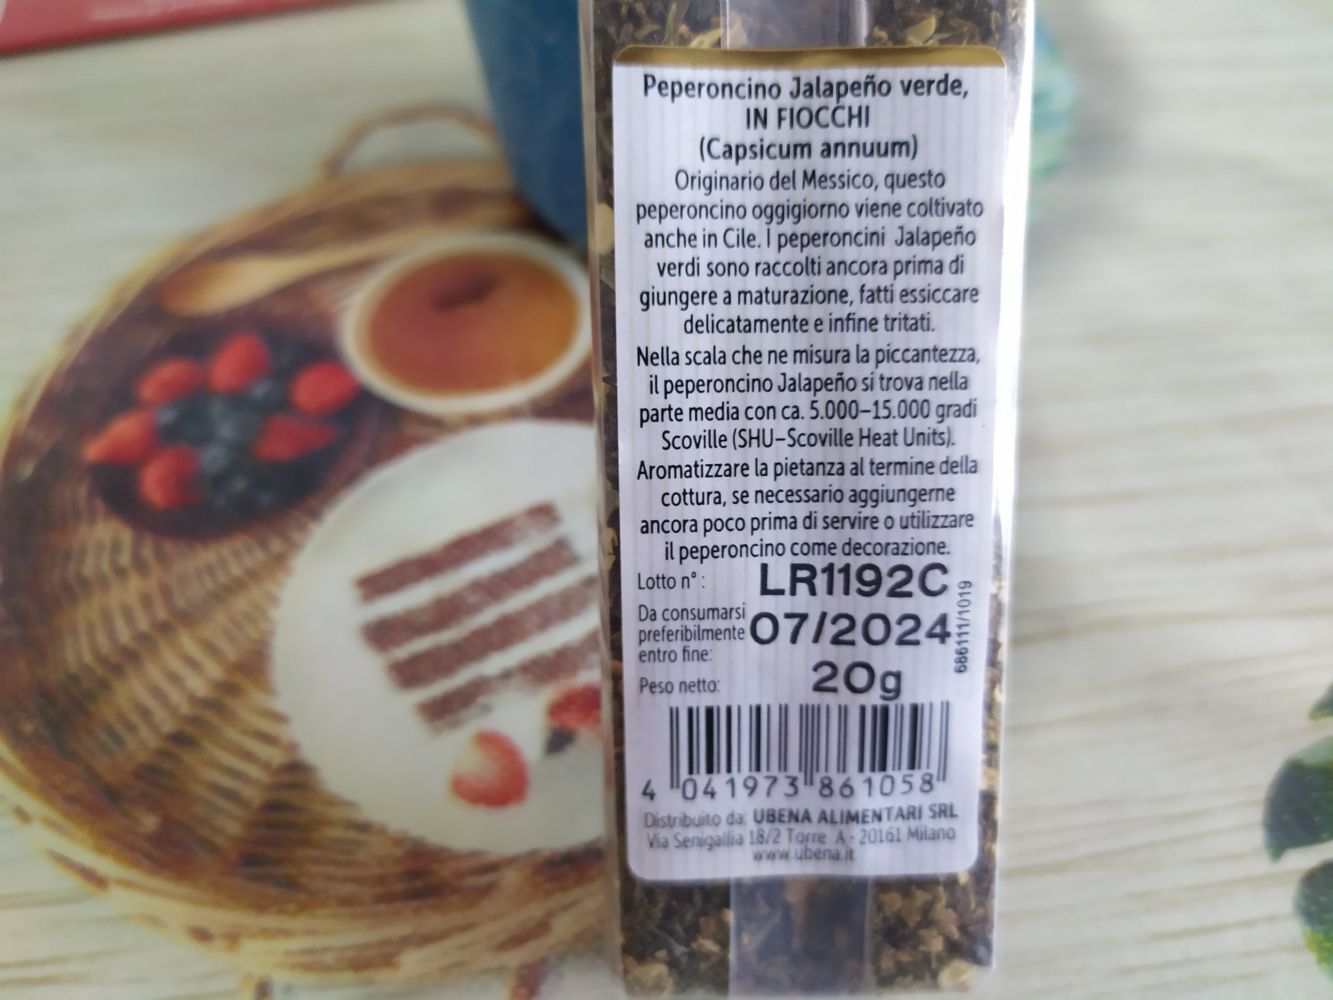 Peperoncino Jalapeño verde,
IN FIOCCHI
(Capsicum annuum)
Originario del Messico, questo
peperoncino oggigiorno viene coltivato
anche in Cile. I peperoncini Jalapeño
verdi sono raccolti ancora prima di
giungere a maturazione, fatti essiccare
delicatamente e infine tritati.
Nella scala che ne misura la piccantezza,
il peperoncino Jalapeño si trova nella
parte media con ca. 5.000–15.000 gradi
Scoville (SHU–Scoville Heat Units).
Aromatizzare la pietanza al termine della
cottura, se necessario aggiungerne
ancora poco prima di servire o utilizzare
il peperoncino come decorazione.
Lotto n° : LR1192C
Da consumarsi
preferibilmente 07/2024
entro fine:
686111/1019
Peso netto: 20g
4 041973 861058
Distribuito da: UBENA ALIMENTARI SRL
Via Senigallia 18/2 Torre A - 20161 Milano
www.ubena.it